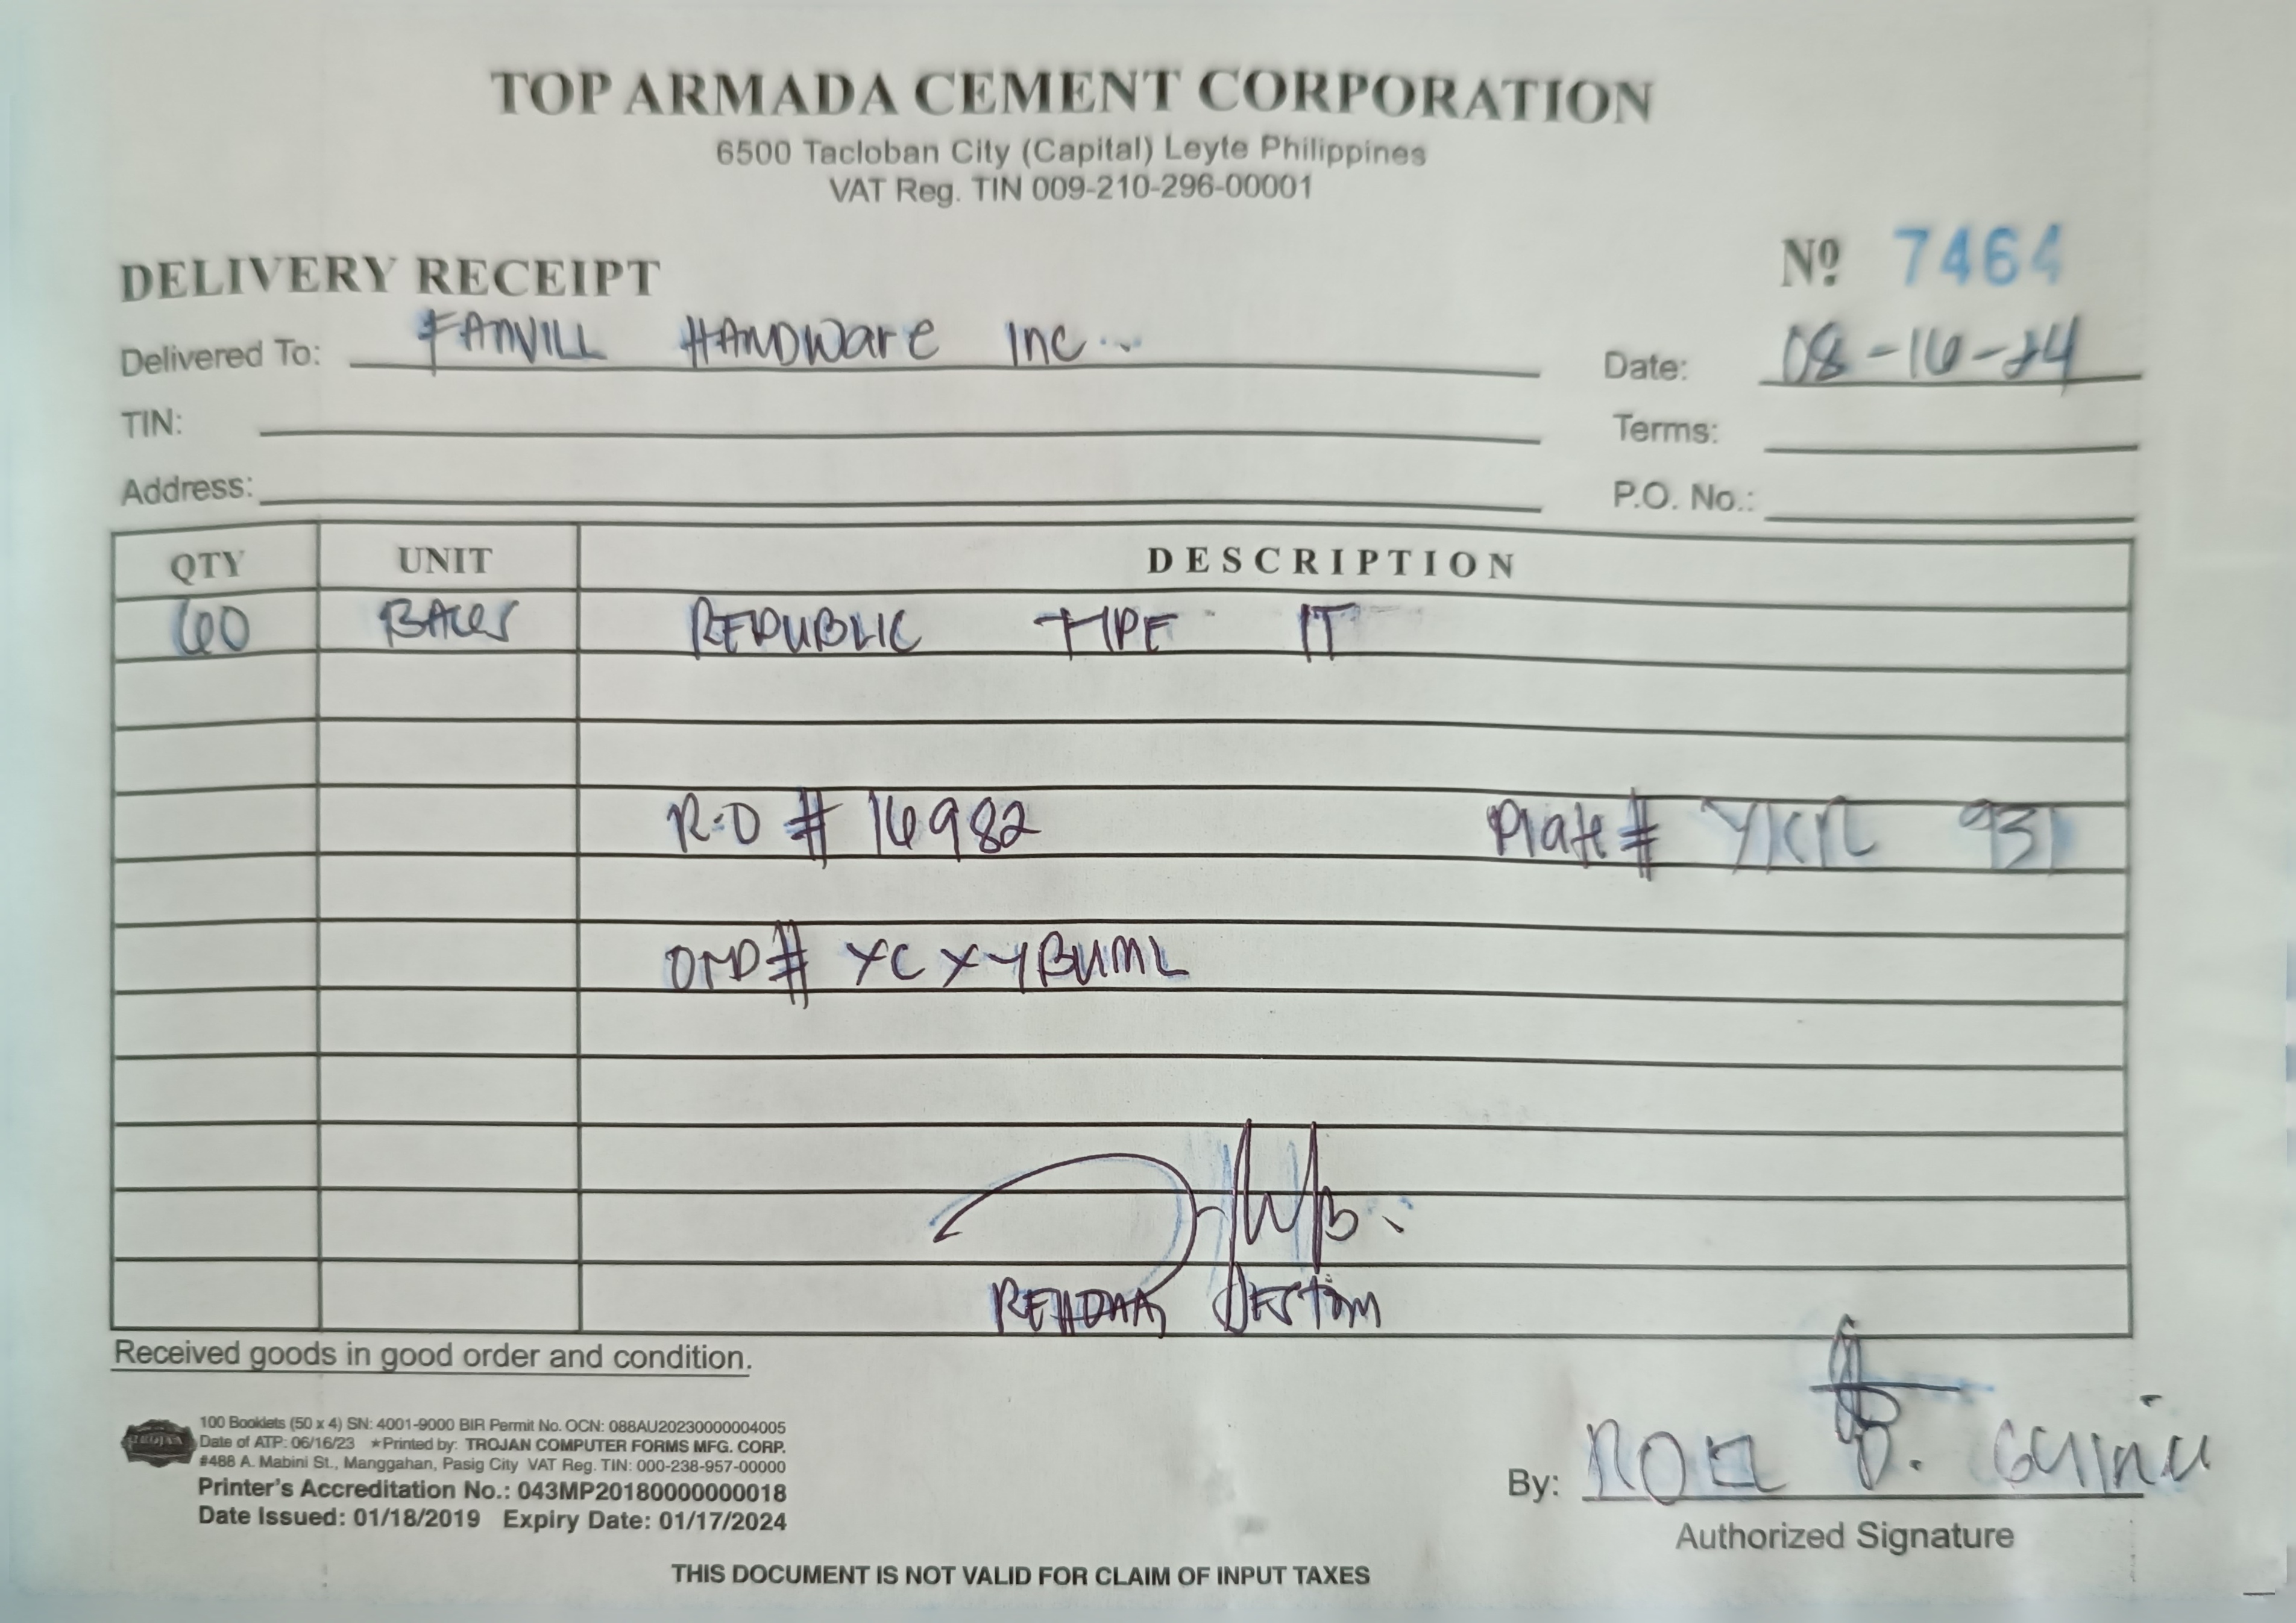 TOP ARMADA CEMENT CORPORATION
6500 Tacloban City (Capital) Leyte Philippines
VAT Reg. TIN 009-210-296-00001
DELIVERY RECEIPT
Nº 7464
Delivered To: FANVILL HARDWare Inc..
Date: 08-16-24
TIN:
Terms:
Address:
P.O. No.:
QTY UNIT DESCRIPTION
60 BAGS REPUBLIC TYPE IT
R.O # 16982 Plate # YKR 931
ORD# YCXYBUML
Received goods in good order and condition.
TROJAN
100 Booklets (50 x 4) SN: 4001-9000 BIR Permit No. OCN: 088AU20230000004005
Date of ATP: 06/16/23 ★Printed by: TROJAN COMPUTER FORMS MFG. CORP.
#488 A. Mabini St., Manggahan, Pasig City VAT Reg. TIN: 000-238-957-00000
Printer's Accreditation No.: 043MP20180000000018
Date Issued: 01/18/2019 Expiry Date: 01/17/2024
By:
Authorized Signature
THIS DOCUMENT IS NOT VALID FOR CLAIM OF INPUT TAXES